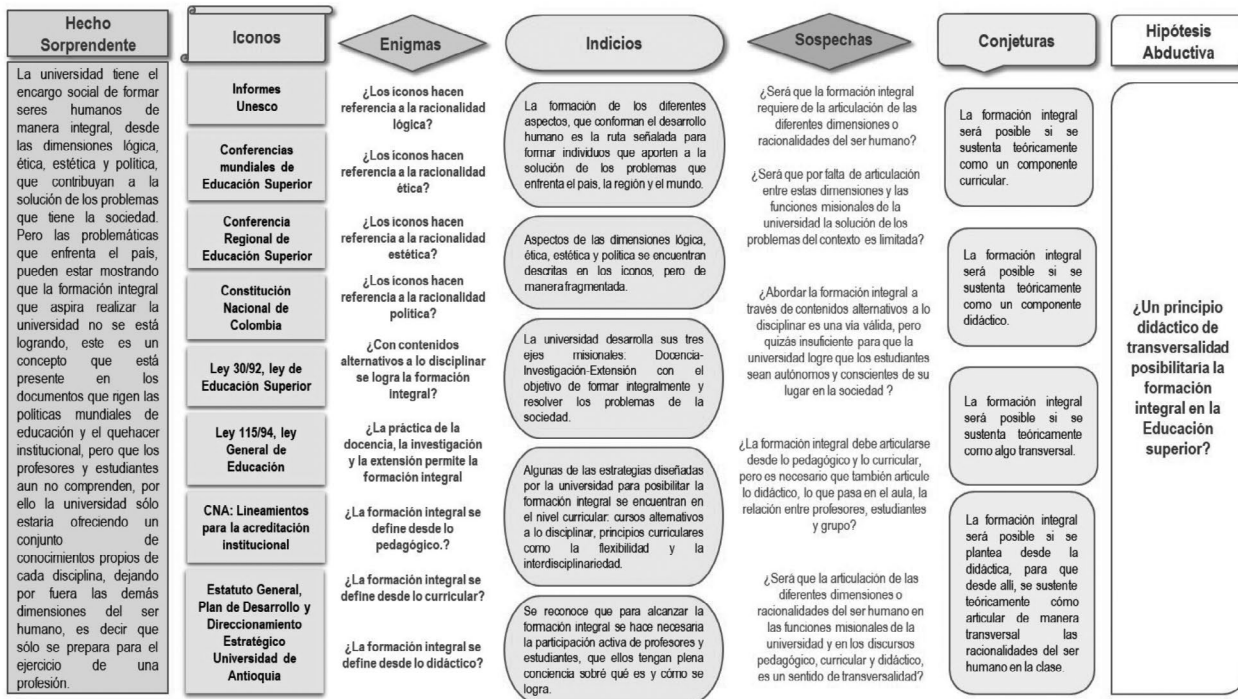 Hecho
Sorprendente
La universidad tiene el
encargo social de formar
seres humanos de
manera integral, desde
las dimensiones lógica,
ética, estética y política,
que contribuyan a la
solución de los problemas
que tiene la sociedad.
Pero las problemáticas
que enfrenta el país,
pueden estar mostrando
que la formación integral
que aspira realizar la
universidad no se está
logrando, este es un
concepto que está
presente en los
documentos que rigen las
políticas mundiales de
educación y el quehacer
institucional, pero que los
profesores y estudiantes
aun no comprenden, por
ello la universidad sólo
estaría ofreciendo un
conjunto de
conocimientos propios de
cada disciplina, dejando
por fuera las demás
dimensiones del ser
humano, es decir que
sólo se prepara para el
ejercicio de una
profesión.
Iconos
Informes
Unesco
Conferencias
mundiales de
Educación Superior
Conferencia
Regional de
Educación Superior
Constitución
Nacional de
Colombia
Ley 30/92, ley de
Educación Superior
Ley 115/94, ley
General de
Educación
CNA: Lineamientos
para la acreditación
institucional
Estatuto General,
Plan de Desarrollo y
Direccionamiento
Estratégico
Universidad de
Antioquia
Enigmas
¿Los iconos hacen
referencia a la racionalidad
lógica?
¿Los iconos hacen
referencia a la racionalidad
ética?
¿Los iconos hacen
referencia a la racionalidad
estética?
¿Los iconos hacen
referencia a la racionalidad
política?
¿Con contenidos
alternativos a lo disciplinar
se logra la formación
integral?
¿La práctica de la
docencia, la investigación
y la extensión permite la
formación integral
¿La formación integral se
define desde lo
pedagógico.?
¿La formación integral se
define desde lo curricular?
¿La formación integral se
define desde lo didáctico?
Indicios
La formación de los diferentes
aspectos, que conforman el desarrollo
humano es la ruta señalada para
formar individuos que aporten a la
solución de los problemas que
enfrenta el país, la región y el mundo.
Aspectos de las dimensiones lógica,
ética, estética y política se encuentran
descritas en los iconos, pero de
manera fragmentada.
La universidad desarrolla sus tres
ejes misionales: Docencia-
Investigación-Extensión con el
objetivo de formar integralmente y
resolver los problemas de la
sociedad.
Algunas de las estrategias diseñadas
por la universidad para posibilitar la
formación integral se encuentran en
el nivel curricular: cursos alternativos
a lo disciplinar, principios curriculares
como la flexibilidad y la
interdisciplinariedad.
Se reconoce que para alcanzar la
formación integral se hace necesaria
la participación activa de profesores y
estudiantes, que ellos tengan plena
conciencia sobré qué es y cómo se
logra.
Sospechas
¿Será que la formación integral
requiere de la articulación de las
diferentes dimensiones o
racionalidades del ser humano?
¿Será que por falta de articulación
entre estas dimensiones y las
funciones misionales de la
universidad la solución de los
problemas del contexto es limitada?
¿Abordar la formación integral a
través de contenidos alternativos a lo
disciplinar es una vía válida, pero
quizás insuficiente para que la
universidad logre que los estudiantes
sean autónomos y conscientes de su
lugar en la sociedad ?
¿La formación integral debe articularse
desde lo pedagógico y lo curricular,
pero es necesario que también articule
lo didáctico, lo que pasa en el aula, la
relación entre profesores, estudiantes
y grupo?
¿Será que la articulación de las
diferentes dimensiones o
racionalidades del ser humano en
las funciones misionales de la
universidad y en los discursos
pedagógico, curricular y didáctico,
es un sentido de transversalidad?
Conjeturas
La formación integral
será posible si se
sustenta teóricamente
como un componente
curricular.
La formación integral
será posible si se
sustenta teóricamente
como un componente
didáctico.
La formación integral
será posible si se
sustenta teóricamente
como algo transversal.
La formación integral
será posible si se
plantea desde la
didáctica, para que
desde allí, se sustente
teóricamente cómo
articular de manera
transversal las
racionalidades del ser
humano en la clase.
Hipótesis
Abductiva
¿Un principio
didáctico de
transversalidad
posibilitaría la
formación
integral en la
Educación
superior?